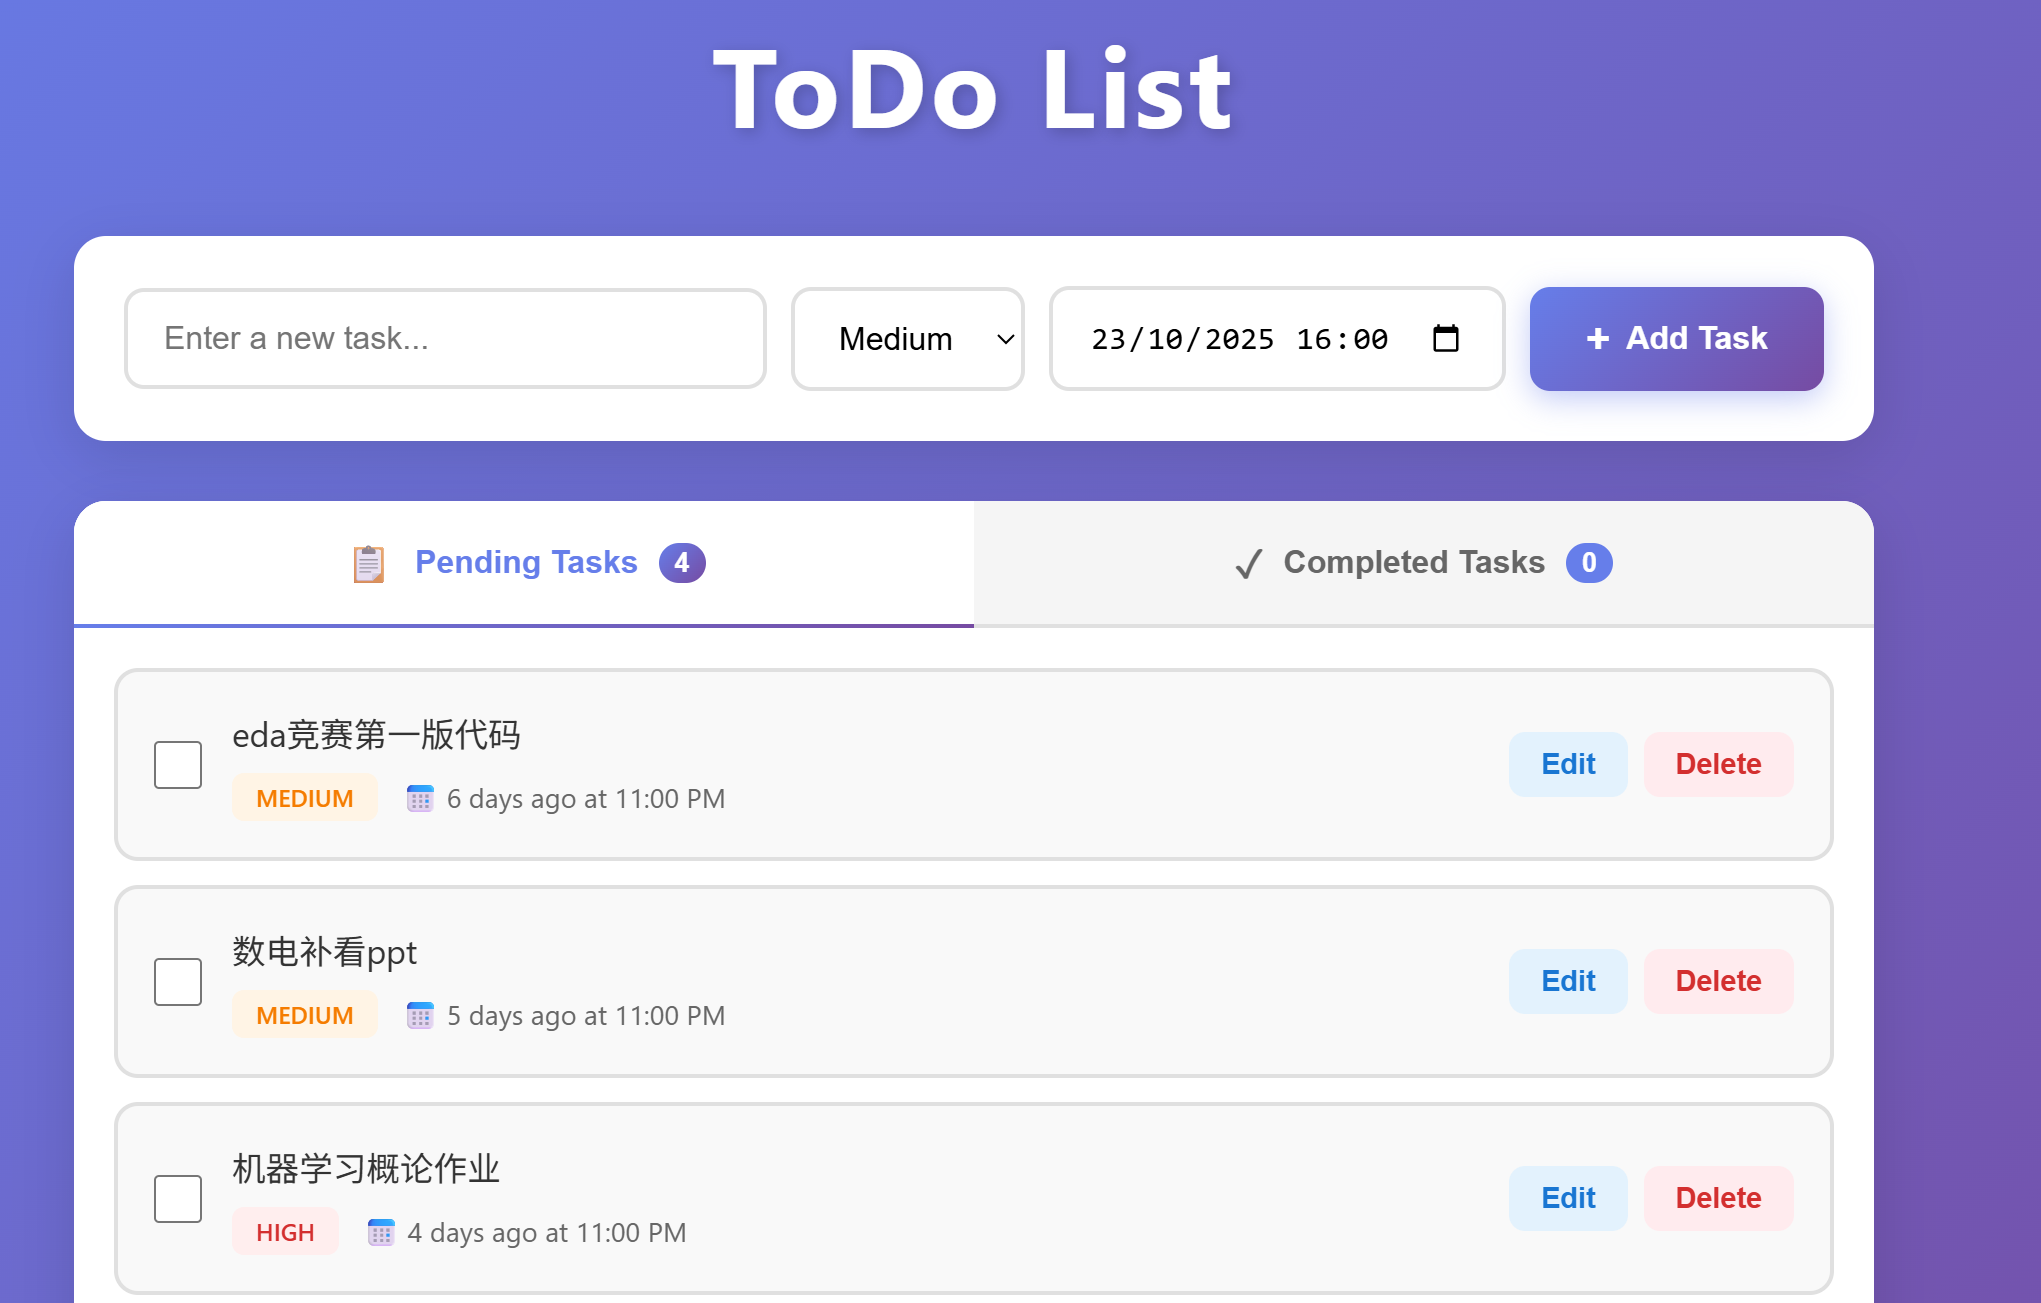 ToDo List
Enter a new task...
Medium
23/10/2025 16:00
+ Add Task
Pending Tasks 4
✓ Completed Tasks 0
eda竞赛第一版代码
MEDIUM 6 days ago at 11:00 PM
Edit Delete
数电补看ppt
MEDIUM 5 days ago at 11:00 PM
Edit Delete
机器学习概论作业
HIGH 4 days ago at 11:00 PM
Edit Delete